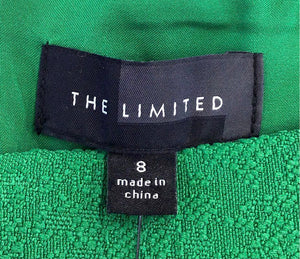 THE LIMITED
8
made in
china